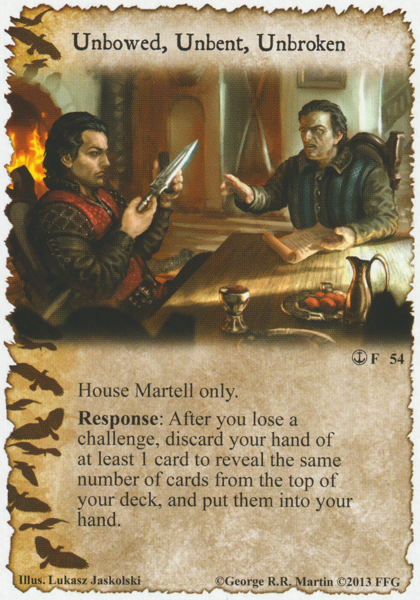 Unbowed, Unbent, Unbroken
F 54
House Martell only.
Response: After you lose a
challenge, discard your hand of
at least 1 card to reveal the same
number of cards from the top of
your deck, and put them into your
hand.
Illus. Lukasz Jaskolski ©George R.R. Martin ©2013 FFG